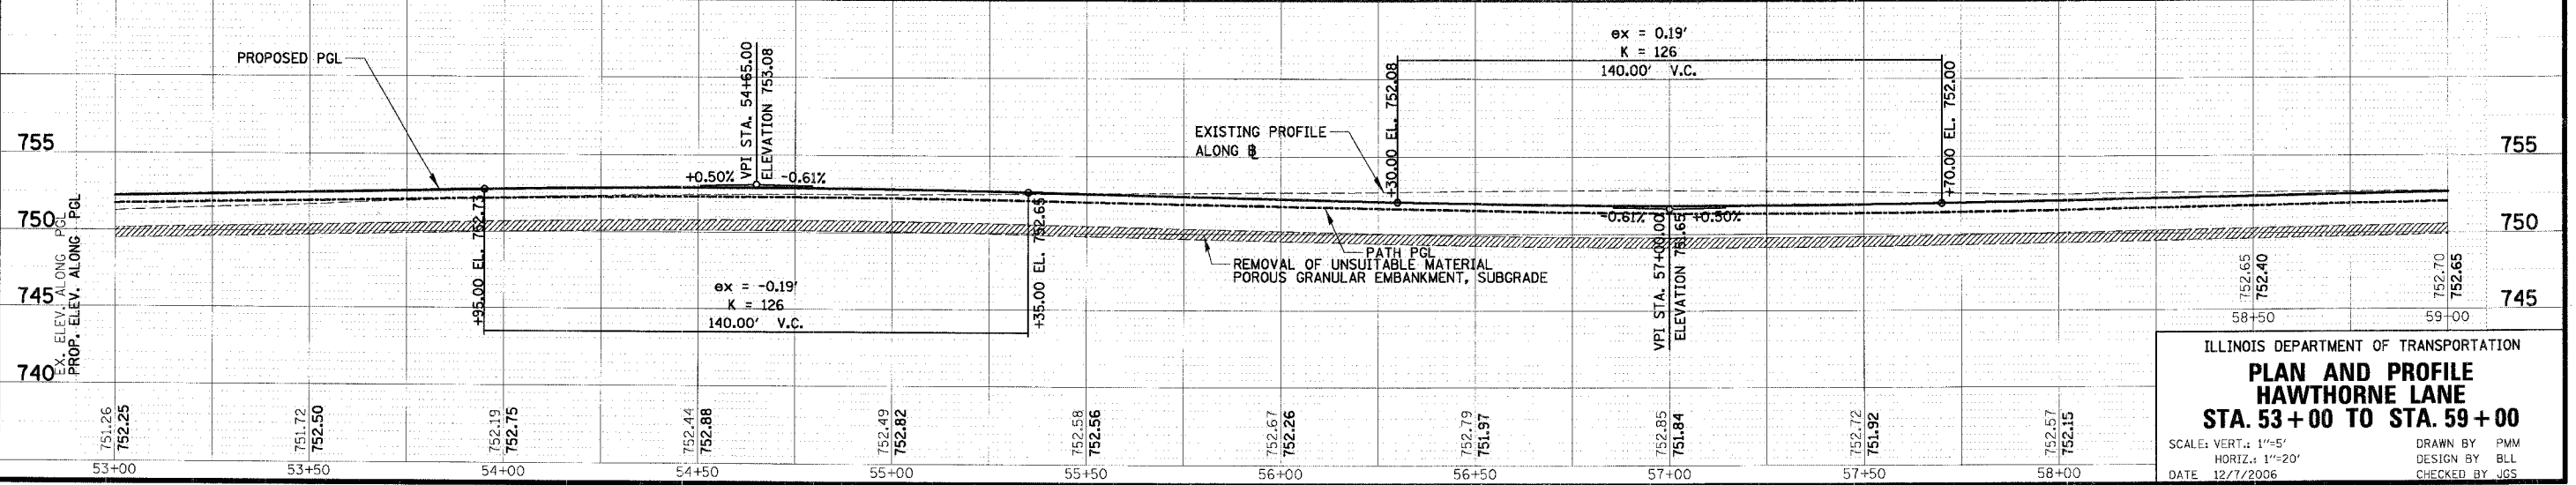 PROPOSED PGL
VPI STA. 54+65.00
ELEVATION 753.08
+0.50%
-0.61%
ex = 0.19'
K = 126
140.00' V.C.
+30.00 EL. 752.08
+70.00 EL. 752.00
EXISTING PROFILE
ALONG ℄
755
755
750
750
745
745
740
EX. ELEV. ALONG PGL
PROP. ELEV. ALONG PGL
+95.00 EL. 752.73
+35.00 EL. 752.65
ex = -0.19'
K = 126
140.00' V.C.
PATH PGL
REMOVAL OF UNSUITABLE MATERIAL
POROUS GRANULAR EMBANKMENT, SUBGRADE
-0.61%
+0.50%
VPI STA. 57+00.00
ELEVATION 751.65
752.65
752.40
58+50
752.70
752.65
59+00
751.26
752.25
53+00
751.72
752.50
53+50
752.19
752.75
54+00
752.44
752.88
54+50
752.49
752.82
55+00
752.58
752.56
55+50
752.67
752.26
56+00
752.79
751.97
56+50
752.85
751.84
57+00
752.72
751.92
57+50
752.57
752.15
58+00
ILLINOIS DEPARTMENT OF TRANSPORTATION
PLAN AND PROFILE
HAWTHORNE LANE
STA. 53+00 TO STA. 59+00
SCALE: VERT.: 1"=5'
HORIZ.: 1"=20'
DATE 12/7/2006
DRAWN BY PMM
DESIGN BY BLL
CHECKED BY JGS